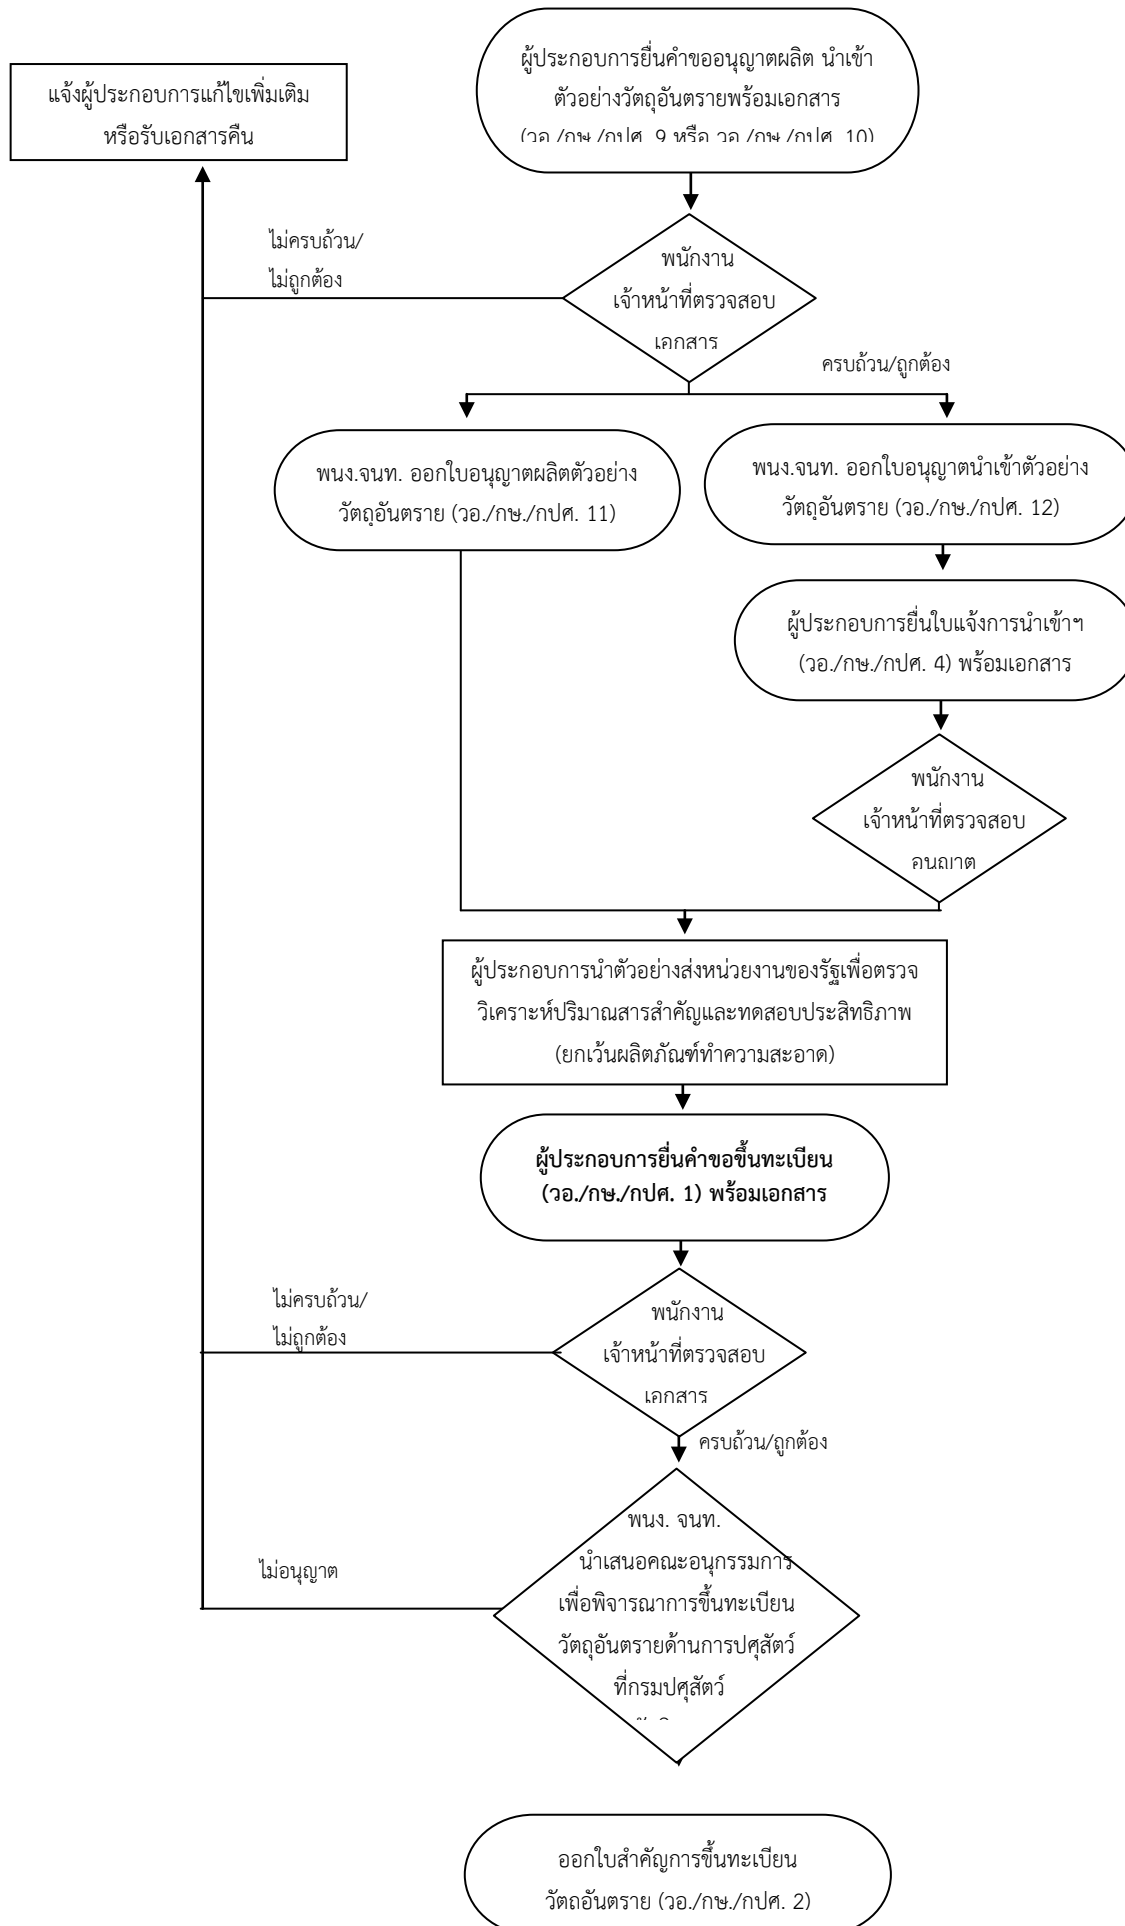 ผู้ประกอบการยื่นคำขออนุญาตผลิต นำเข้า
ตัวอย่างวัตถุอันตรายพร้อมเอกสาร
(วอ./กษ./กปศ. 9 หรือ วอ./กษ./กปศ. 10)
แจ้งผู้ประกอบการแก้ไขเพิ่มเติม
หรือรับเอกสารคืน
ไม่ครบถ้วน/
ไม่ถูกต้อง
พนักงาน
เจ้าหน้าที่ตรวจสอบ
เอกสาร
ครบถ้วน/ถูกต้อง
พนง.จนท. ออกใบอนุญาตผลิตตัวอย่าง
วัตถุอันตราย (วอ./กษ./กปศ. 11)
พนง.จนท. ออกใบอนุญาตนำเข้าตัวอย่าง
วัตถุอันตราย (วอ./กษ./กปศ. 12)
ผู้ประกอบการยื่นใบแจ้งการนำเข้าฯ
(วอ./กษ./กปศ. 4) พร้อมเอกสาร
พนักงาน
เจ้าหน้าที่ตรวจสอบ
อนุญาต
ผู้ประกอบการนำตัวอย่างส่งหน่วยงานของรัฐเพื่อตรวจ
วิเคราะห์ปริมาณสารสำคัญและทดสอบประสิทธิภาพ
(ยกเว้นผลิตภัณฑ์ทำความสะอาด)
ผู้ประกอบการยื่นคำขอขึ้นทะเบียน
(วอ./กษ./กปศ. 1) พร้อมเอกสาร
ไม่ครบถ้วน/
ไม่ถูกต้อง
พนักงาน
เจ้าหน้าที่ตรวจสอบ
เอกสาร
ครบถ้วน/ถูกต้อง
ไม่อนุญาต
พนง. จนท.
นำเสนอคณะอนุกรรมการ
เพื่อพิจารณาการขึ้นทะเบียน
วัตถุอันตรายด้านการปศุสัตว์
ที่กรมปศุสัตว์
ออกใบสำคัญการขึ้นทะเบียน
วัตถุอันตราย (วอ./กษ./กปศ. 2)